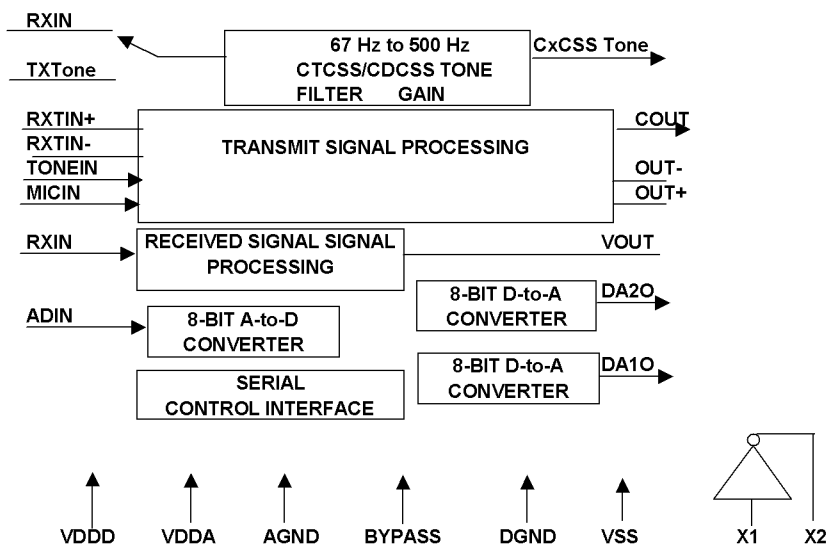 RXIN
67 Hz to 500 Hz
CxCSS Tone
TXTone
CTCSS/CDCSS TONE
FILTER GAIN
RXTIN+
COUT
RXTIN-
TRANSMIT SIGNAL PROCESSING
TONEIN
OUT-
MICIN
OUT+
RXIN
RECEIVED SIGNAL SIGNAL
PROCESSING
VOUT
8-BIT D-to-A
CONVERTER
DA2O
ADIN
8-BIT A-to-D
CONVERTER
8-BIT D-to-A
CONVERTER
DA1O
SERIAL
CONTROL INTERFACE
VDDD
VDDA
AGND
BYPASS
DGND
VSS
X1
X2